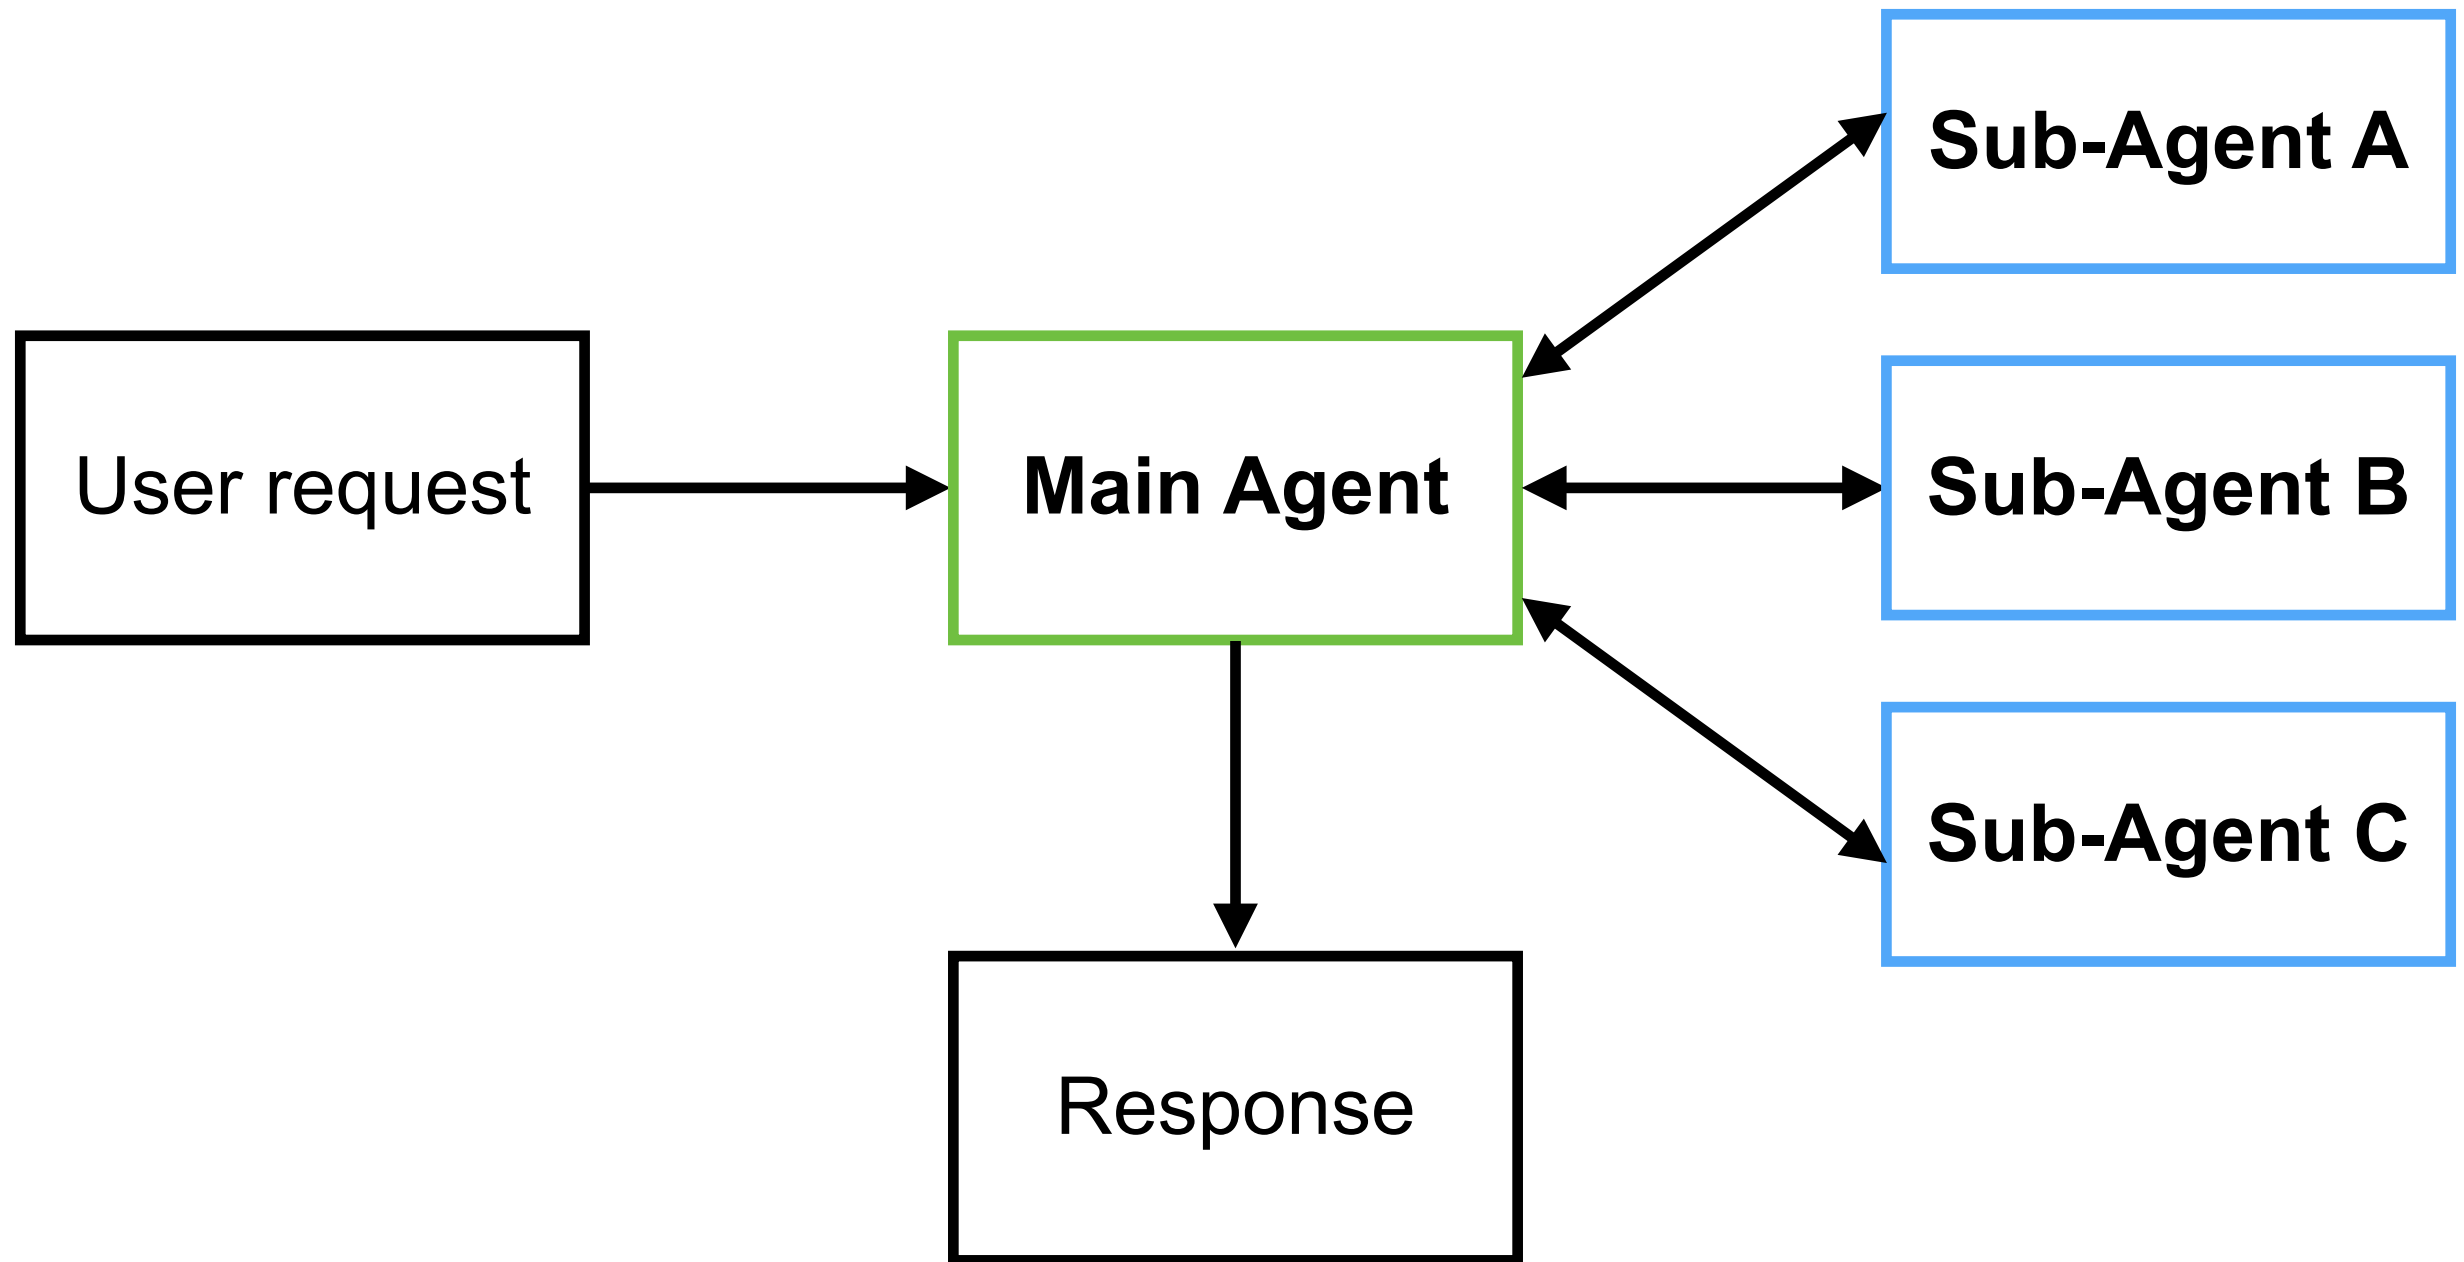 Sub-Agent A
User request
Main Agent
Sub-Agent B
Sub-Agent C
Response